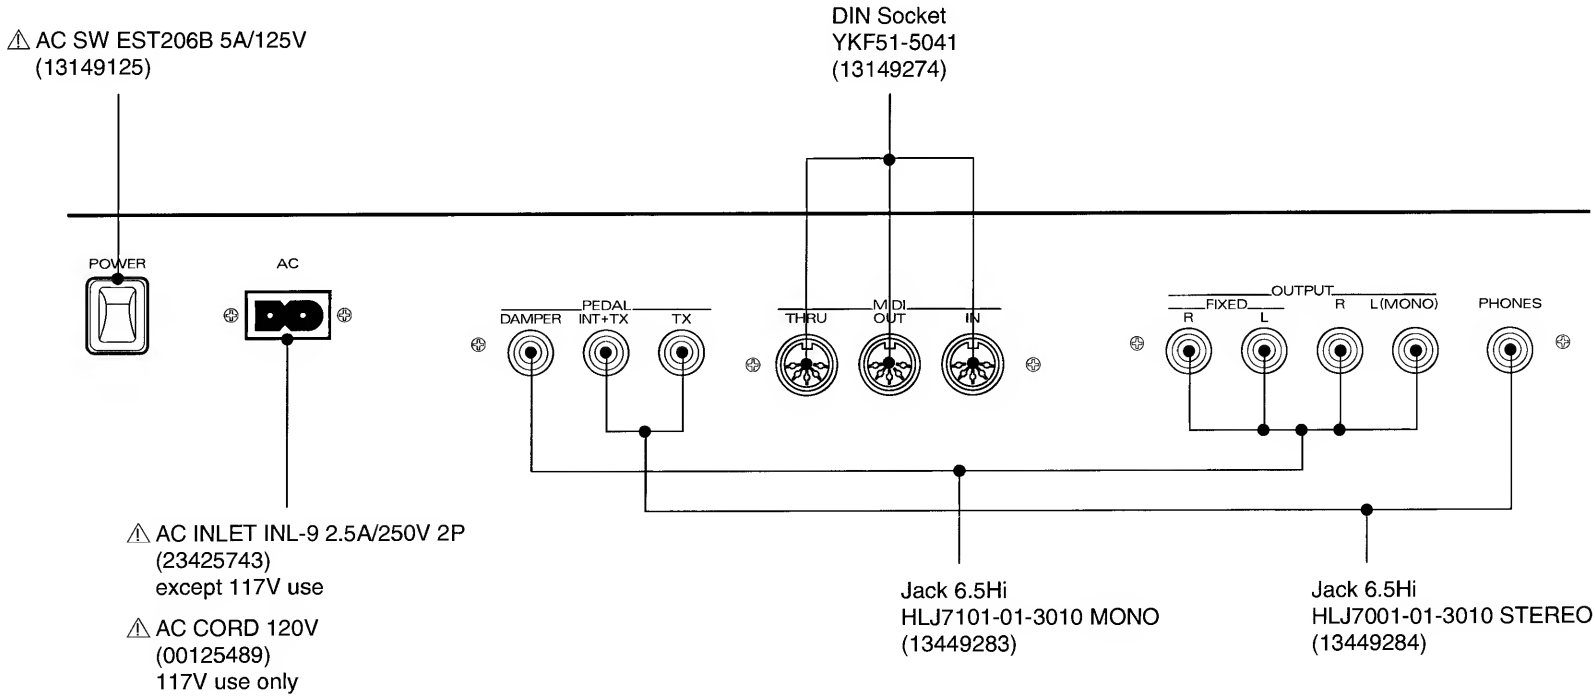 ⚠ AC SW EST206B 5A/125V
(13149125)
DIN Socket
YKF51-5041
(13149274)
POWER
AC
PEDAL
DAMPER INT+TX TX
MIDI
THRU OUT IN
OUTPUT
FIXED R L(MONO)
R L
PHONES
⚠ AC INLET INL-9 2.5A/250V 2P
(23425743)
except 117V use
⚠ AC CORD 120V
(00125489)
117V use only
Jack 6.5Hi
HLJ7101-01-3010 MONO
(13449283)
Jack 6.5Hi
HLJ7001-01-3010 STEREO
(13449284)